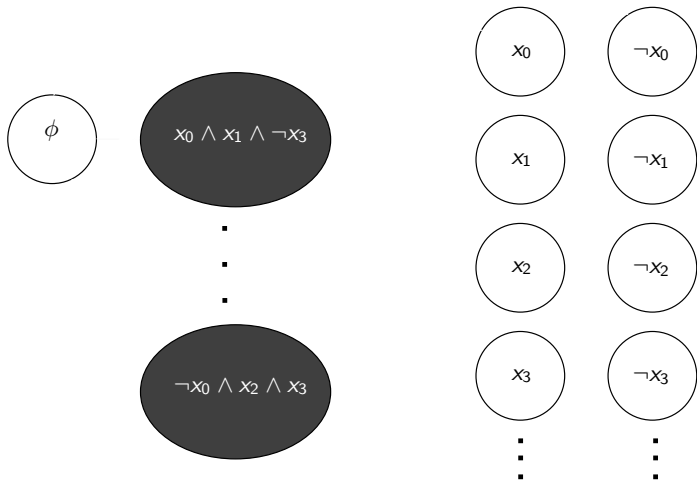 x₀ ¬x₀
ϕ x₀ ∧ x₁ ∧ ¬x₃
x₁ ¬x₁
x₂ ¬x₂
¬x₀ ∧ x₂ ∧ x₃
x₃ ¬x₃